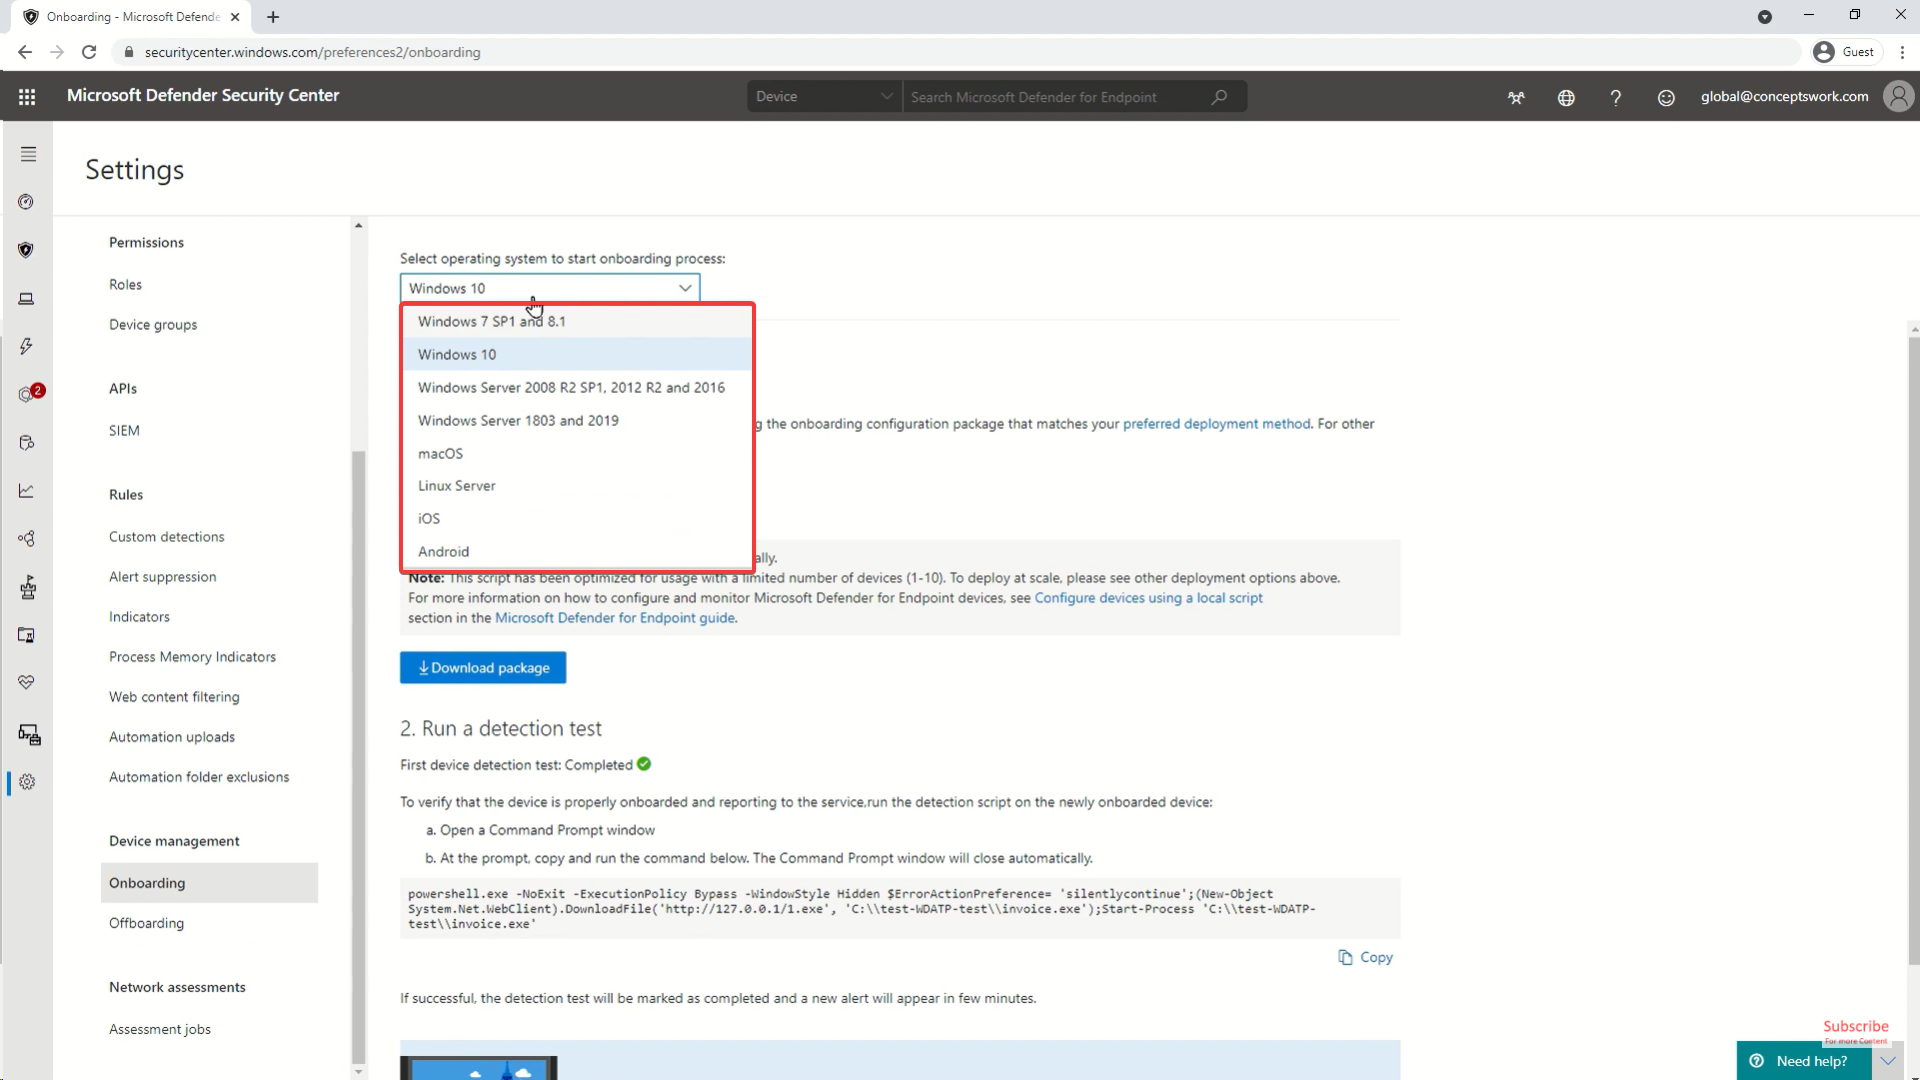 Onboarding - Microsoft Defende
securitycenter.windows.com/preferences2/onboarding
Guest
Microsoft Defender Security Center
Device
Search Microsoft Defender for Endpoint
global@conceptswork.com
Settings
2
Permissions
Roles
Device groups
APIs
SIEM
Rules
Custom detections
Alert suppression
Indicators
Process Memory Indicators
Web content filtering
Automation uploads
Automation folder exclusions
Device management
Onboarding
Offboarding
Network assessments
Assessment jobs
Select operating system to start onboarding process:
Windows 10
Windows 7 SP1 and 8.1
Windows 10
Windows Server 2008 R2 SP1, 2012 R2 and 2016
Windows Server 1803 and 2019
macOS
Linux Server
iOS
Android
g the onboarding configuration package that matches your preferred deployment method. For other
ally.
Note: This script has been optimized for usage with a limited number of devices (1-10). To deploy at scale, please see other deployment options above.
For more information on how to configure and monitor Microsoft Defender for Endpoint devices, see Configure devices using a local script
section in the Microsoft Defender for Endpoint guide.
Download package
2. Run a detection test
First device detection test: Completed
To verify that the device is properly onboarded and reporting to the service,run the detection script on the newly onboarded device:
a. Open a Command Prompt window
b. At the prompt, copy and run the command below. The Command Prompt window will close automatically.
powershell.exe -NoExit -ExecutionPolicy Bypass -WindowStyle Hidden $ErrorActionPreference= 'silentlycontinue';(New-Object
System.Net.WebClient).DownloadFile('http://127.0.0.1/1.exe', 'C:\\test-WDATP-test\\invoice.exe');Start-Process 'C:\\test-WDATP-
test\\invoice.exe'
Copy
If successful, the detection test will be marked as completed and a new alert will appear in few minutes.
Subscribe
For more Content
Need help?